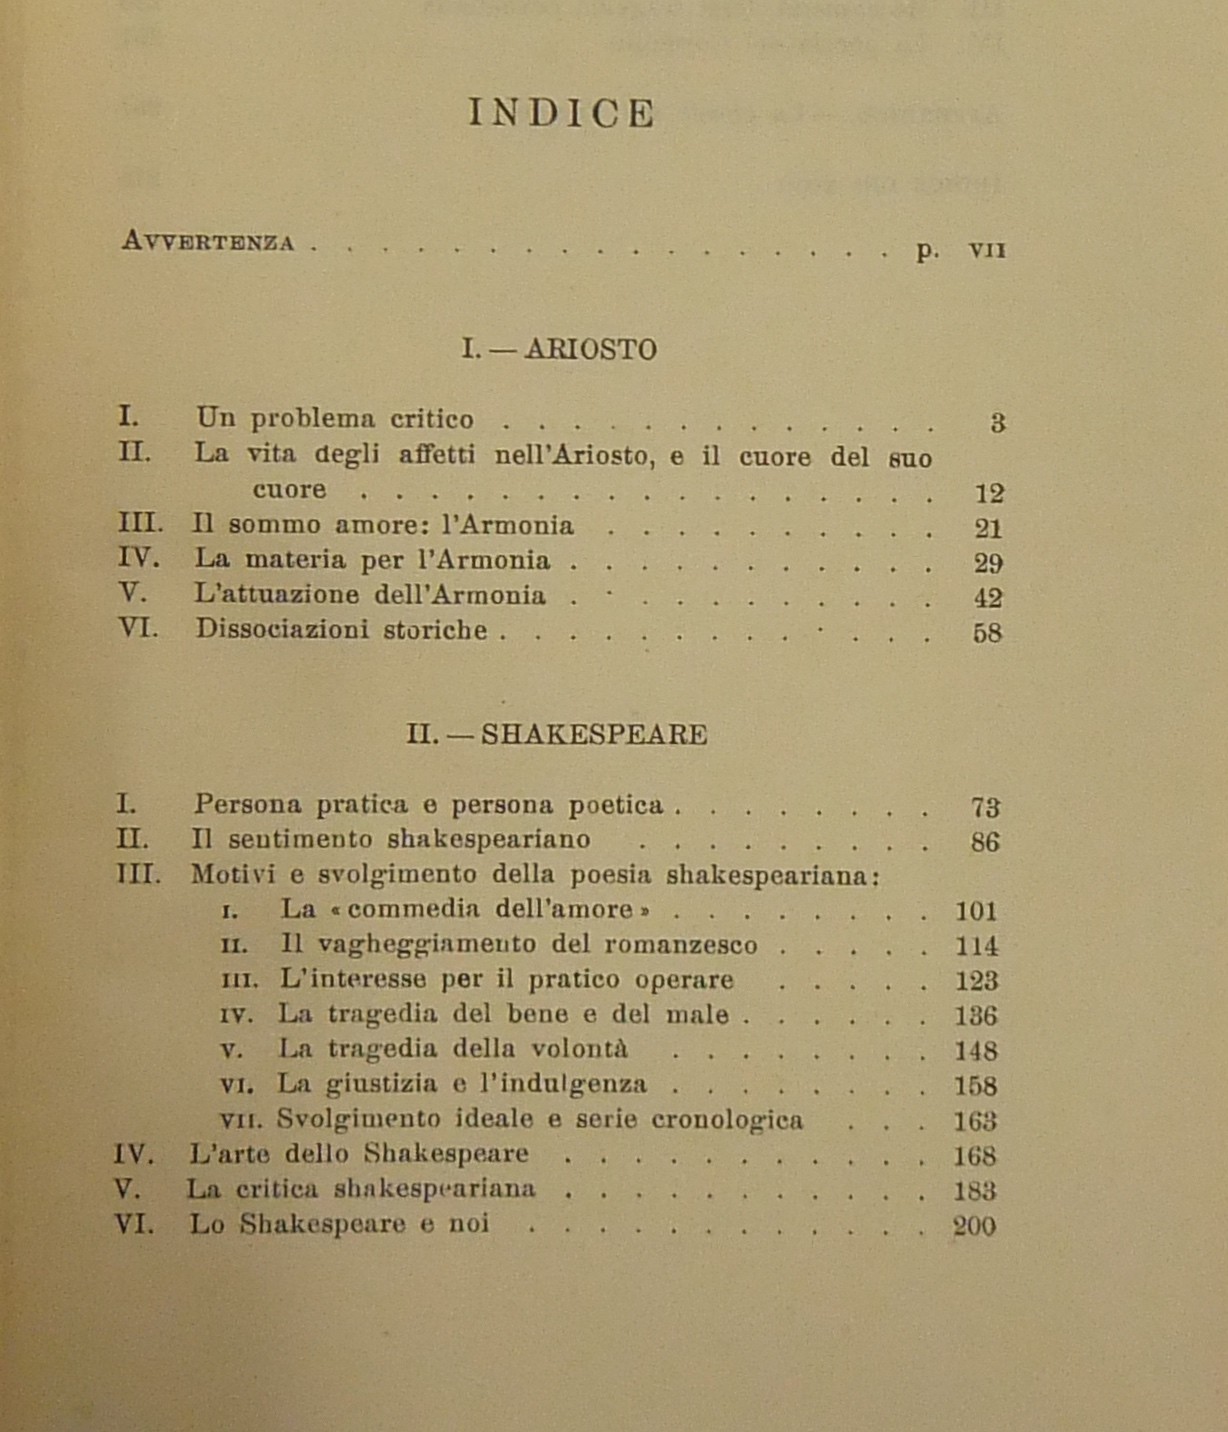 INDICE
AVVERTENZA . . . . . . . . . . . . . . . . . p. VII
I. — ARIOSTO
I. Un problema critico . . . . . . . . . . . . . 3
II. La vita degli affetti nell'Ariosto, e il cuore del suo
cuore . . . . . . . . . . . . . . . . . 12
III. Il sommo amore: l'Armonia . . . . . . . . . . 21
IV. La materia per l'Armonia . . . . . . . . . . . 29
V. L'attuazione dell'Armonia . . . . . . . . . . . 42
VI. Dissociazioni storiche . . . . . . . . . . . . . 58
II. — SHAKESPEARE
I. Persona pratica e persona poetica . . . . . . . . 73
II. Il sentimento shakespeariano . . . . . . . . . 86
III. Motivi e svolgimento della poesia shakespeariana:
I. La «commedia dell'amore» . . . . . . . . 101
II. Il vagheggiamento del romanzesco . . . . . 114
III. L'interesse per il pratico operare . . . . . 123
IV. La tragedia del bene e del male . . . . . . 136
V. La tragedia della volontà . . . . . . . . 148
VI. La giustizia e l'indulgenza . . . . . . . . 158
VII. Svolgimento ideale e serie cronologica . . . 163
IV. L'arte dello Shakespeare . . . . . . . . . . . 168
V. La critica shakespeariana . . . . . . . . . . . 183
VI. Lo Shakespeare e noi . . . . . . . . . . . . 200